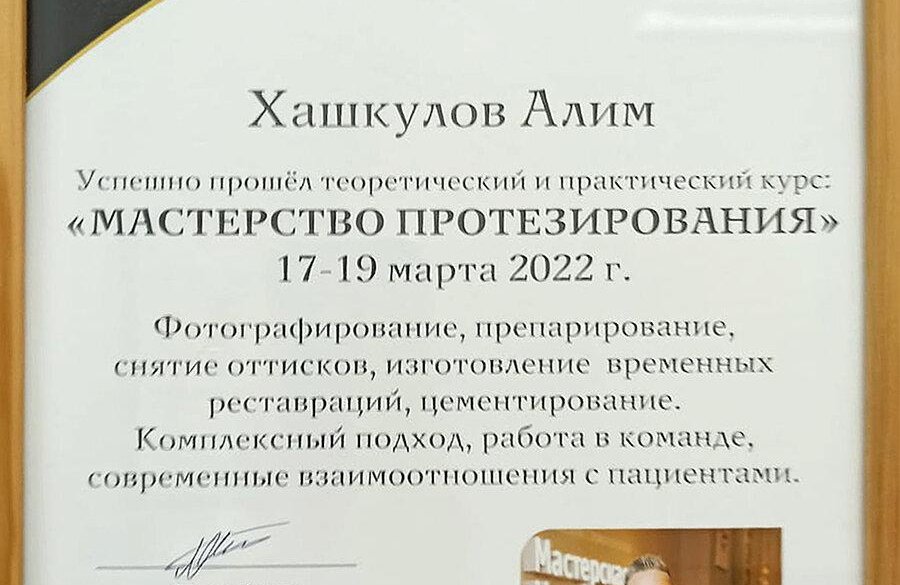 Хашкулов Алим
Успешно прошёл теоретический и практический курс:
«МАСТЕРСТВО ПРОТЕЗИРОВАНИЯ»
17-19 марта 2022 г.
Фотографирование, препарирование,
снятие оттисков, изготовление временных
реставраций, цементирование.
Комплексный подход, работа в команде,
современные взаимоотношения с пациентами.